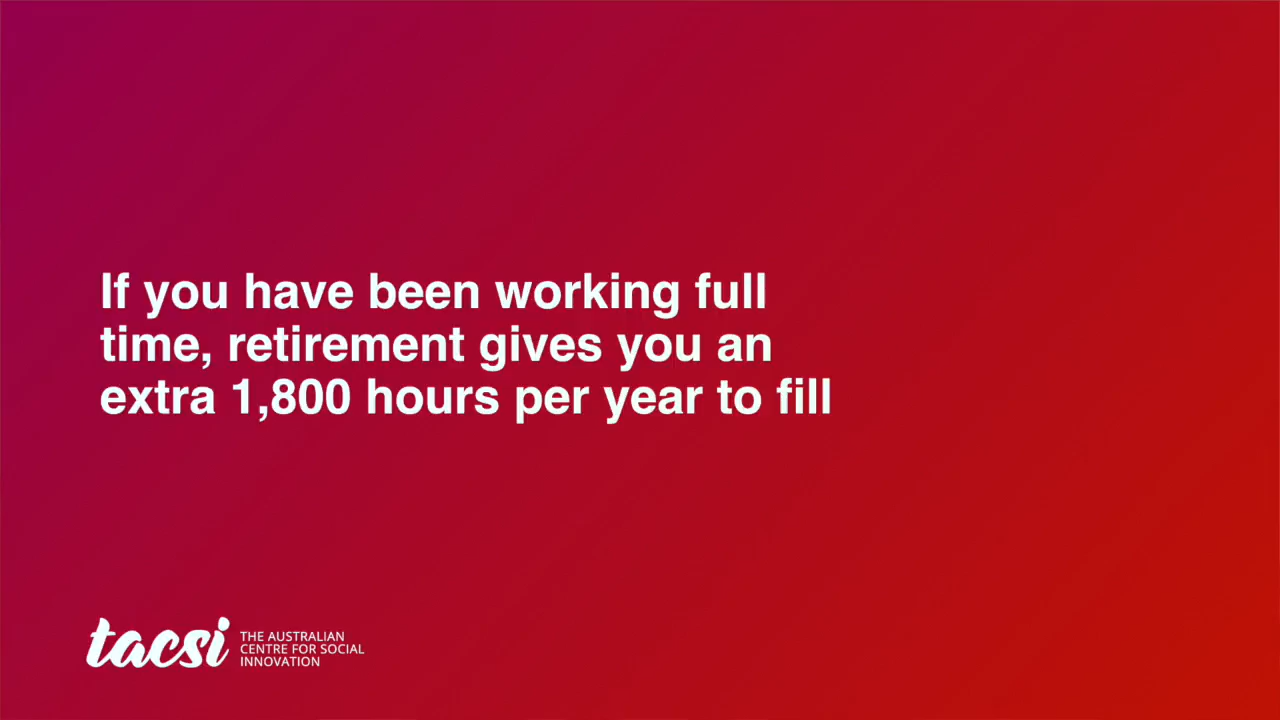 If you have been working full
time, retirement gives you an
extra 1,800 hours per year to fill
tacsi
THE AUSTRALIAN
CENTRE FOR SOCIAL
INNOVATION